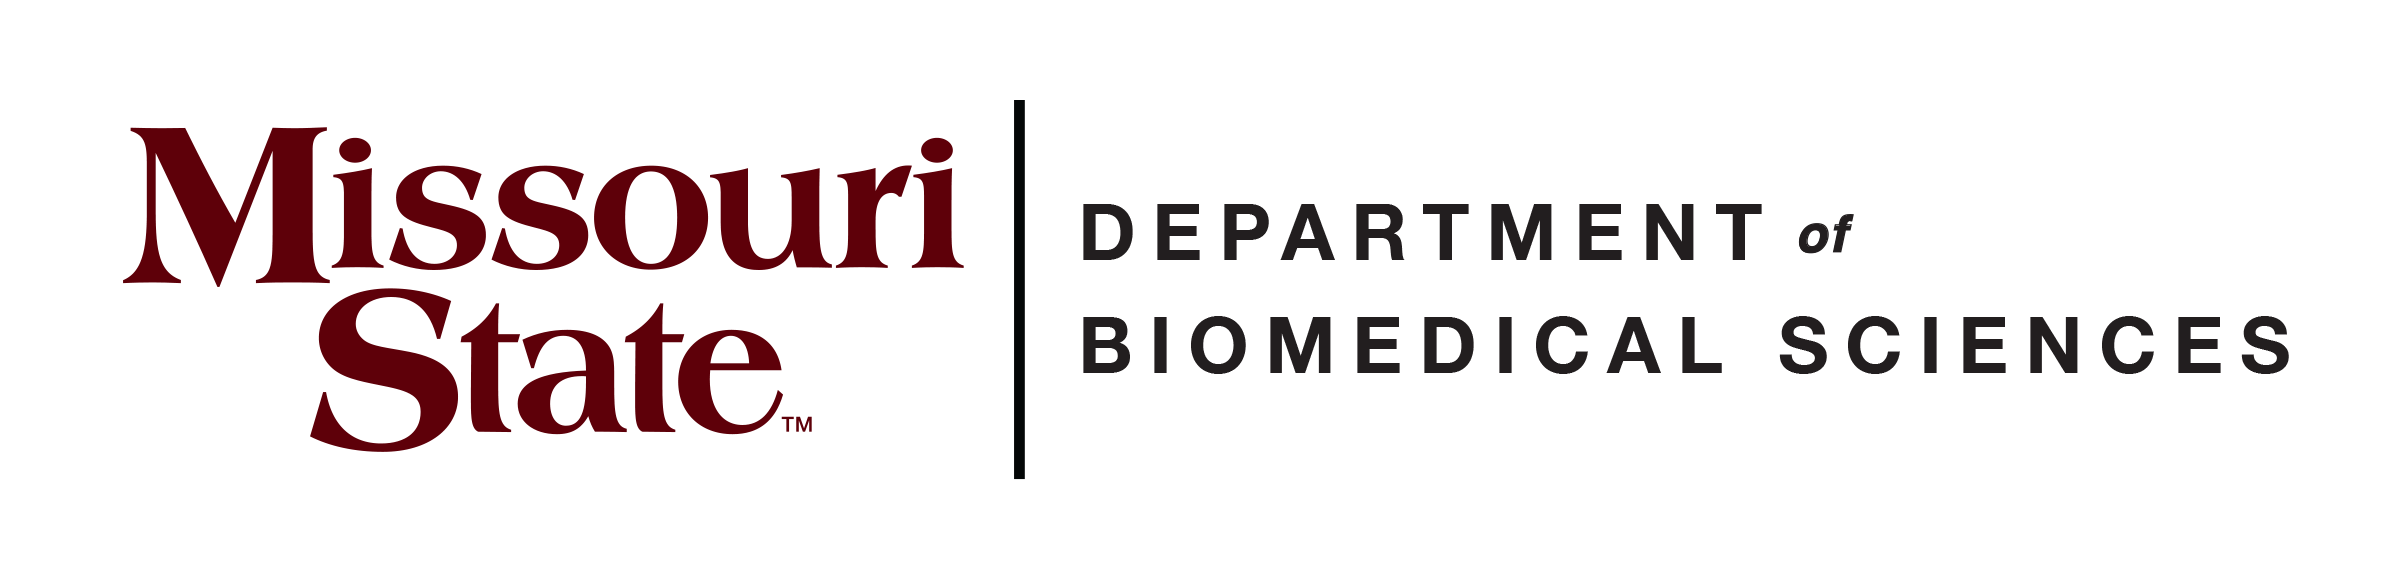 Missouri
State™
DEPARTMENT of
BIOMEDICAL SCIENCES